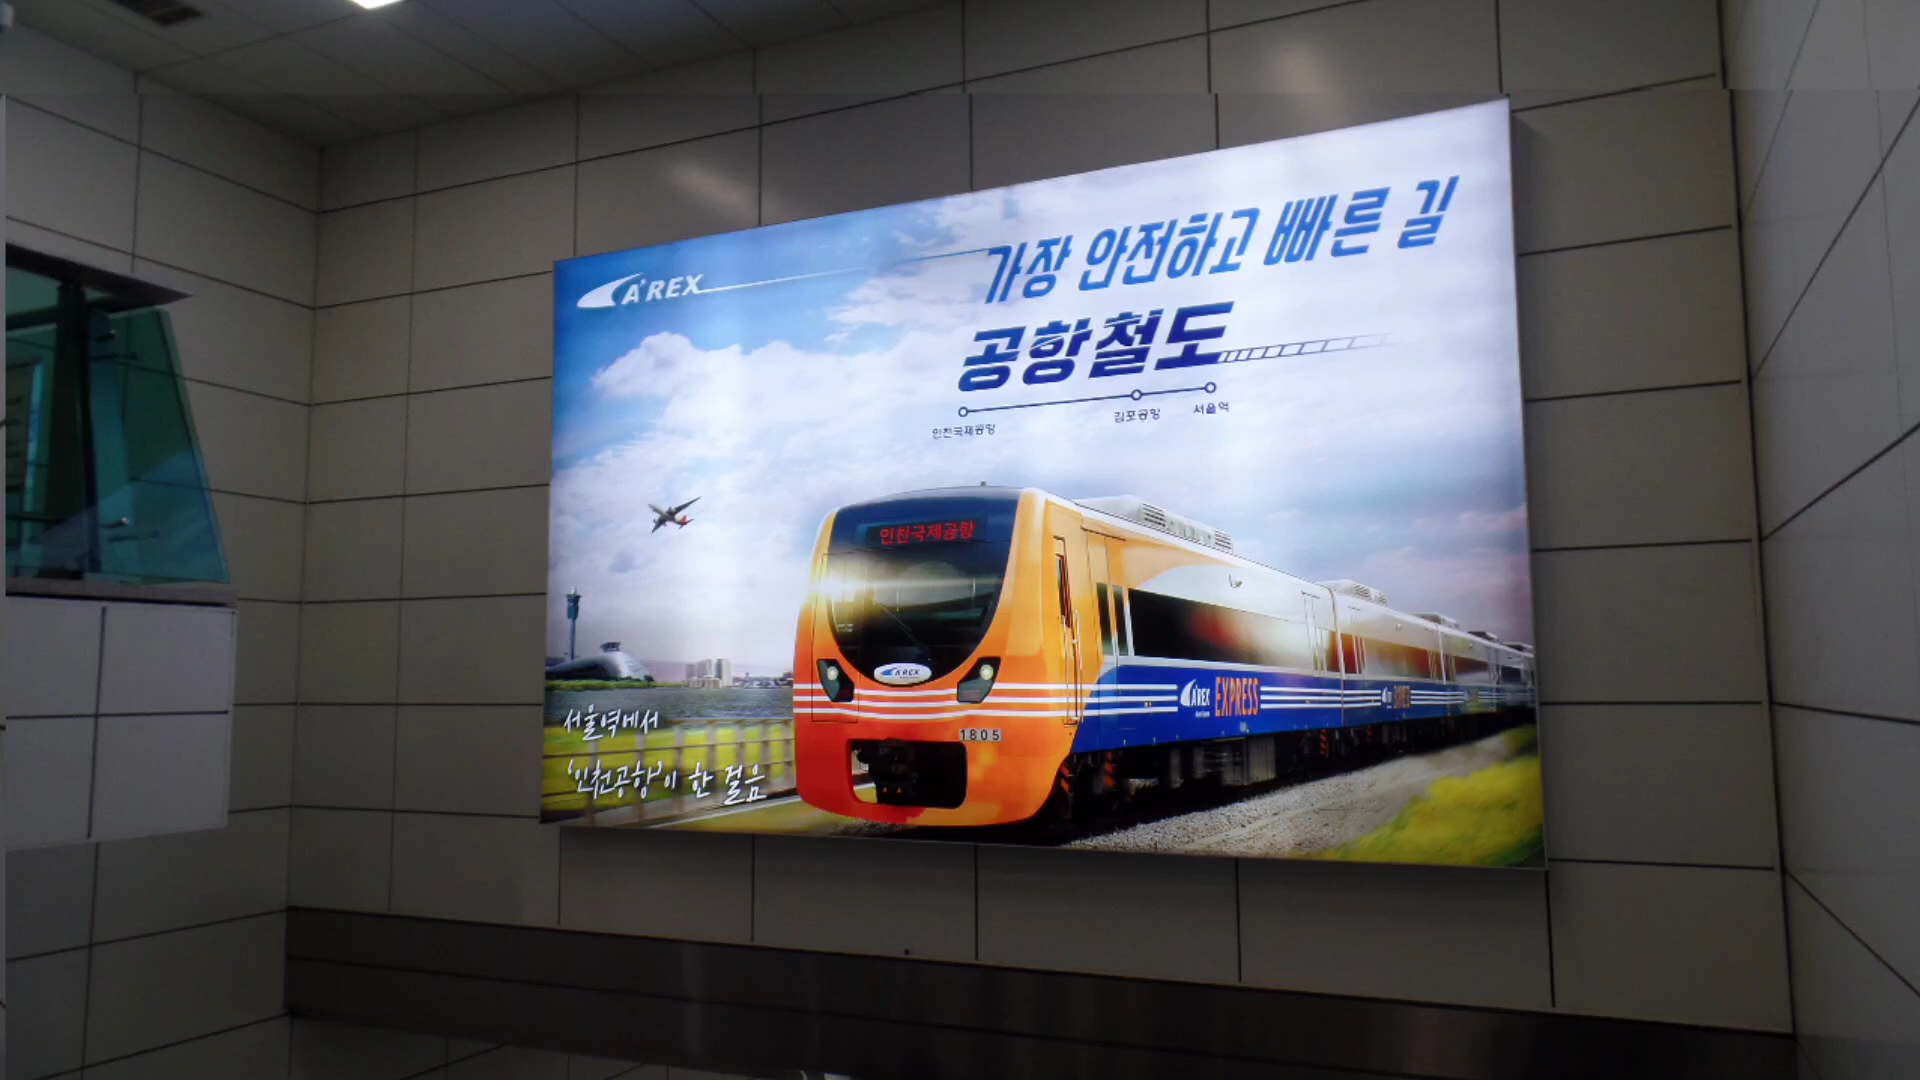 A'REX
가장 안전하고 빠른 길
공항철도
인천국제공항 김포공항 서울역
인천국제공항
A'REX
1805
A'REX EXPRESS
A'REX EXPRESS
서울역에서
'인천공항'이 한 걸음